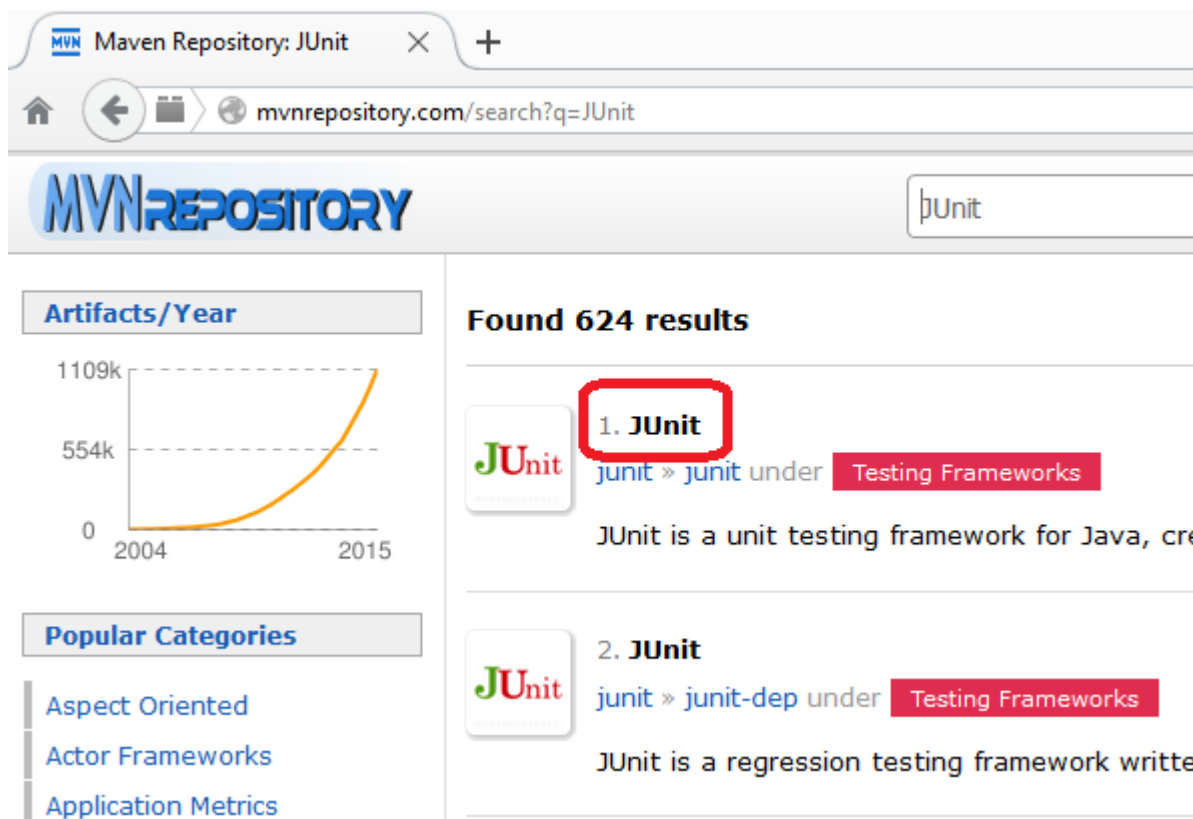 Maven Repository: JUnit
mvnrepository.com/search?q=JUnit
MVNREPOSITORY
JUnit
Artifacts/Year
1109k
554k
0
2004 2015
Popular Categories
Aspect Oriented
Actor Frameworks
Application Metrics
Found 624 results
JUnit
1. JUnit
junit » junit under Testing Frameworks
JUnit is a unit testing framework for Java, cre
JUnit
2. JUnit
junit » junit-dep under Testing Frameworks
JUnit is a regression testing framework writte